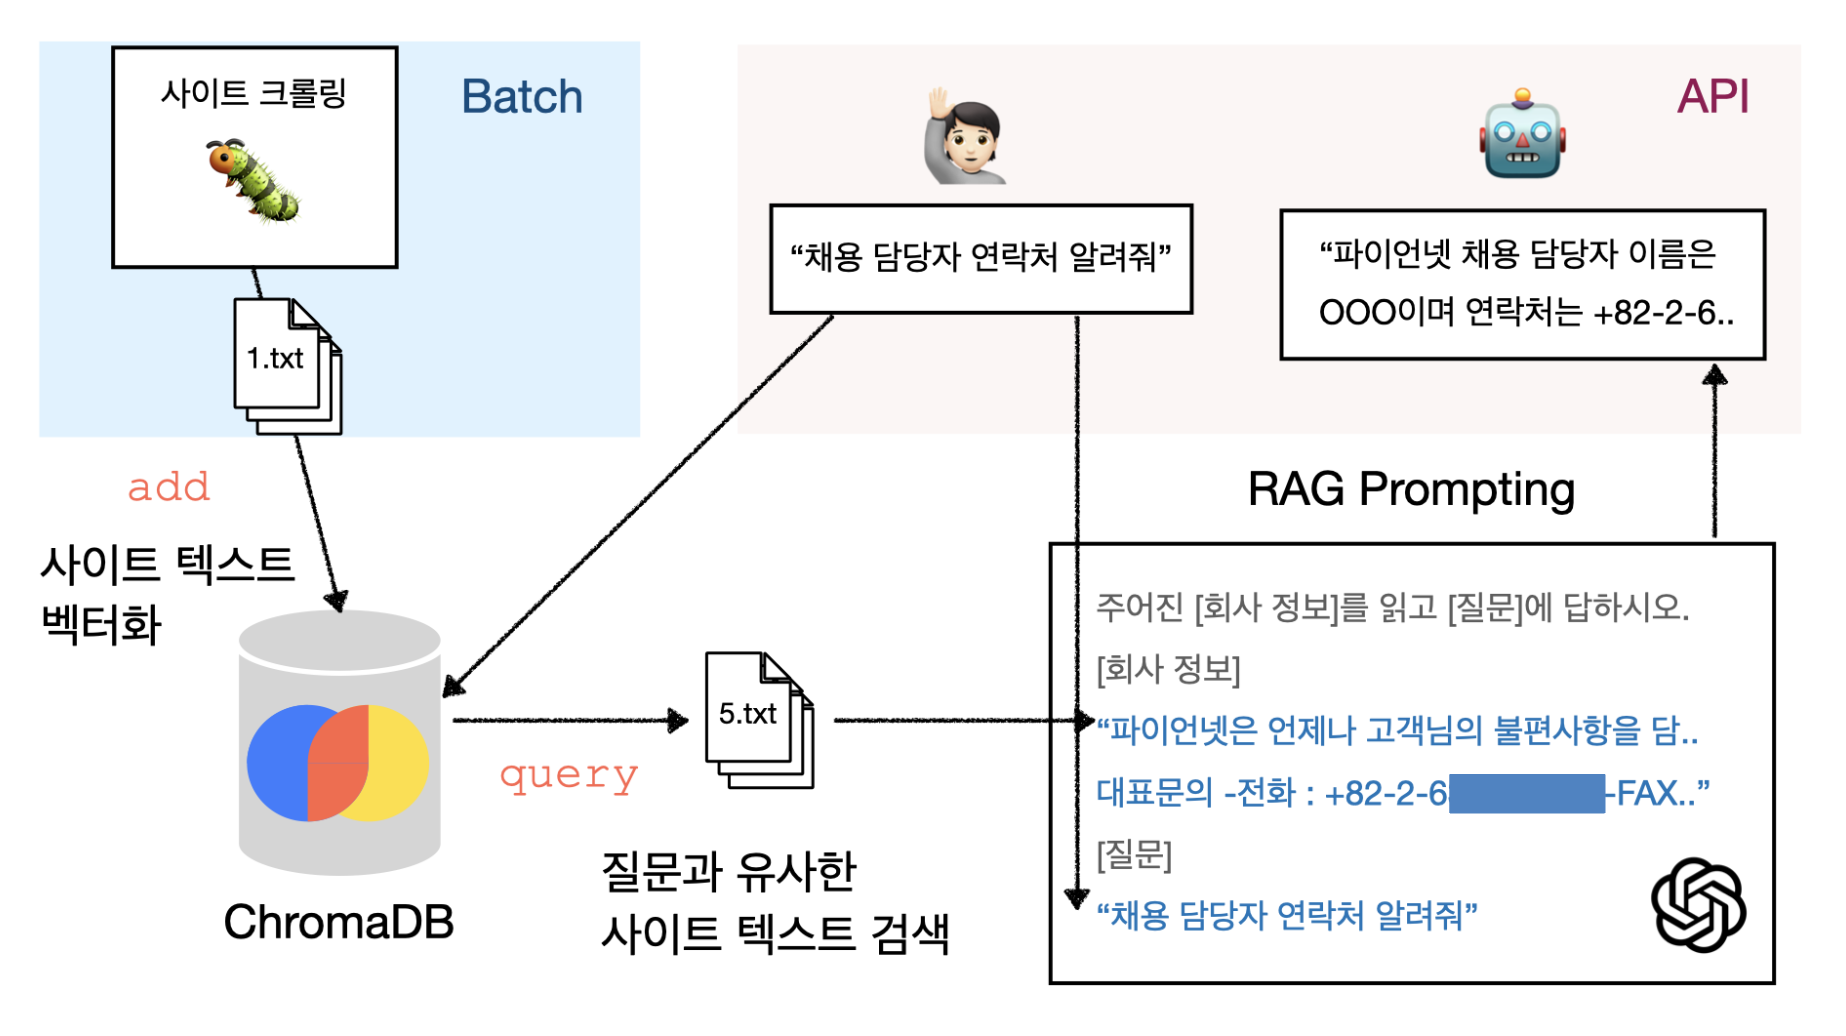 사이트 크롤링
Batch
1.txt
add
사이트 텍스트
벡터화
ChromaDB
query
5.txt
질문과 유사한
사이트 텍스트 검색
API
“채용 담당자 연락처 알려줘”
“파이언넷 채용 담당자 이름은
OOO이며 연락처는 +82-2-6..
RAG Prompting
주어진 [회사 정보]를 읽고 [질문]에 답하시오.
[회사 정보]
“파이언넷은 언제나 고객님의 불편사항을 담..
대표문의 -전화 : +82-2-6 -FAX..”
[질문]
“채용 담당자 연락처 알려줘”